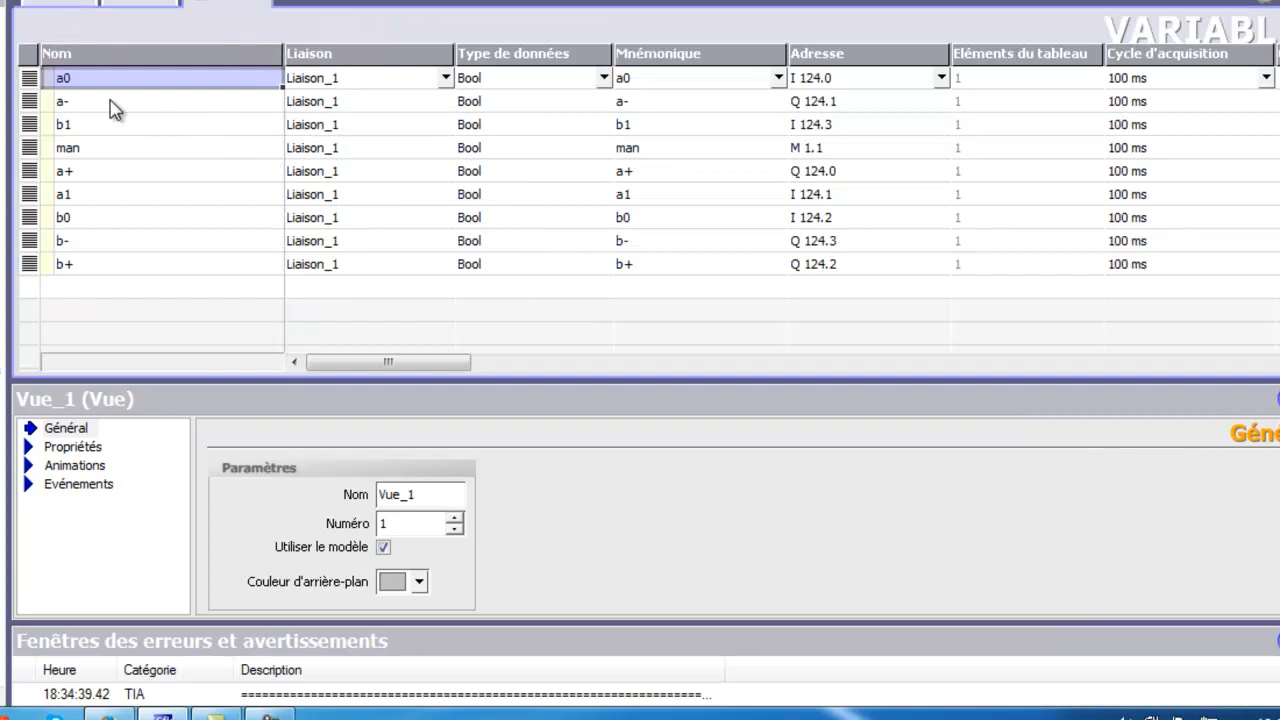 VARIABL
Nom Liaison Type de données Mnémonique Adresse Eléments du tableau Cycle d'acquisition
a0 Liaison_1 Bool a0 I 124.0 1 100 ms
a- Liaison_1 Bool a- Q 124.1 1 100 ms
b1 Liaison_1 Bool b1 I 124.3 1 100 ms
man Liaison_1 Bool man M 1.1 1 100 ms
a+ Liaison_1 Bool a+ Q 124.0 1 100 ms
a1 Liaison_1 Bool a1 I 124.1 1 100 ms
b0 Liaison_1 Bool b0 I 124.2 1 100 ms
b- Liaison_1 Bool b- Q 124.3 1 100 ms
b+ Liaison_1 Bool b+ Q 124.2 1 100 ms
Vue_1 (Vue)
Général
Propriétés
Animations
Evénements
Géné
Paramètres
Nom Vue_1
Numéro 1
Utiliser le modèle
Couleur d'arrière-plan
Fenêtres des erreurs et avertissements
Heure Catégorie Description
18:34:39.42 TIA ==================================================================...